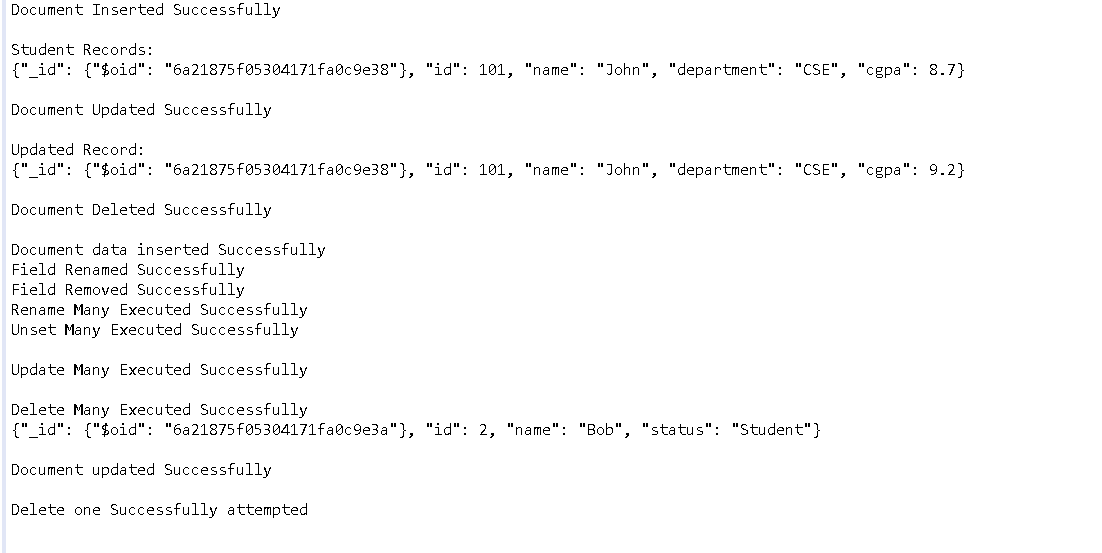 Document Inserted Successfully
Student Records:
{"_id": {"$oid": "6a21875f05304171fa0c9e38"}, "id": 101, "name": "John", "department": "CSE", "cgpa": 8.7}
Document Updated Successfully
Updated Record:
{"_id": {"$oid": "6a21875f05304171fa0c9e38"}, "id": 101, "name": "John", "department": "CSE", "cgpa": 9.2}
Document Deleted Successfully
Document data inserted Successfully
Field Renamed Successfully
Field Removed Successfully
Rename Many Executed Successfully
Unset Many Executed Successfully
Update Many Executed Successfully
Delete Many Executed Successfully
{"_id": {"$oid": "6a21875f05304171fa0c9e3a"}, "id": 2, "name": "Bob", "status": "Student"}
Document updated Successfully
Delete one Successfully attempted